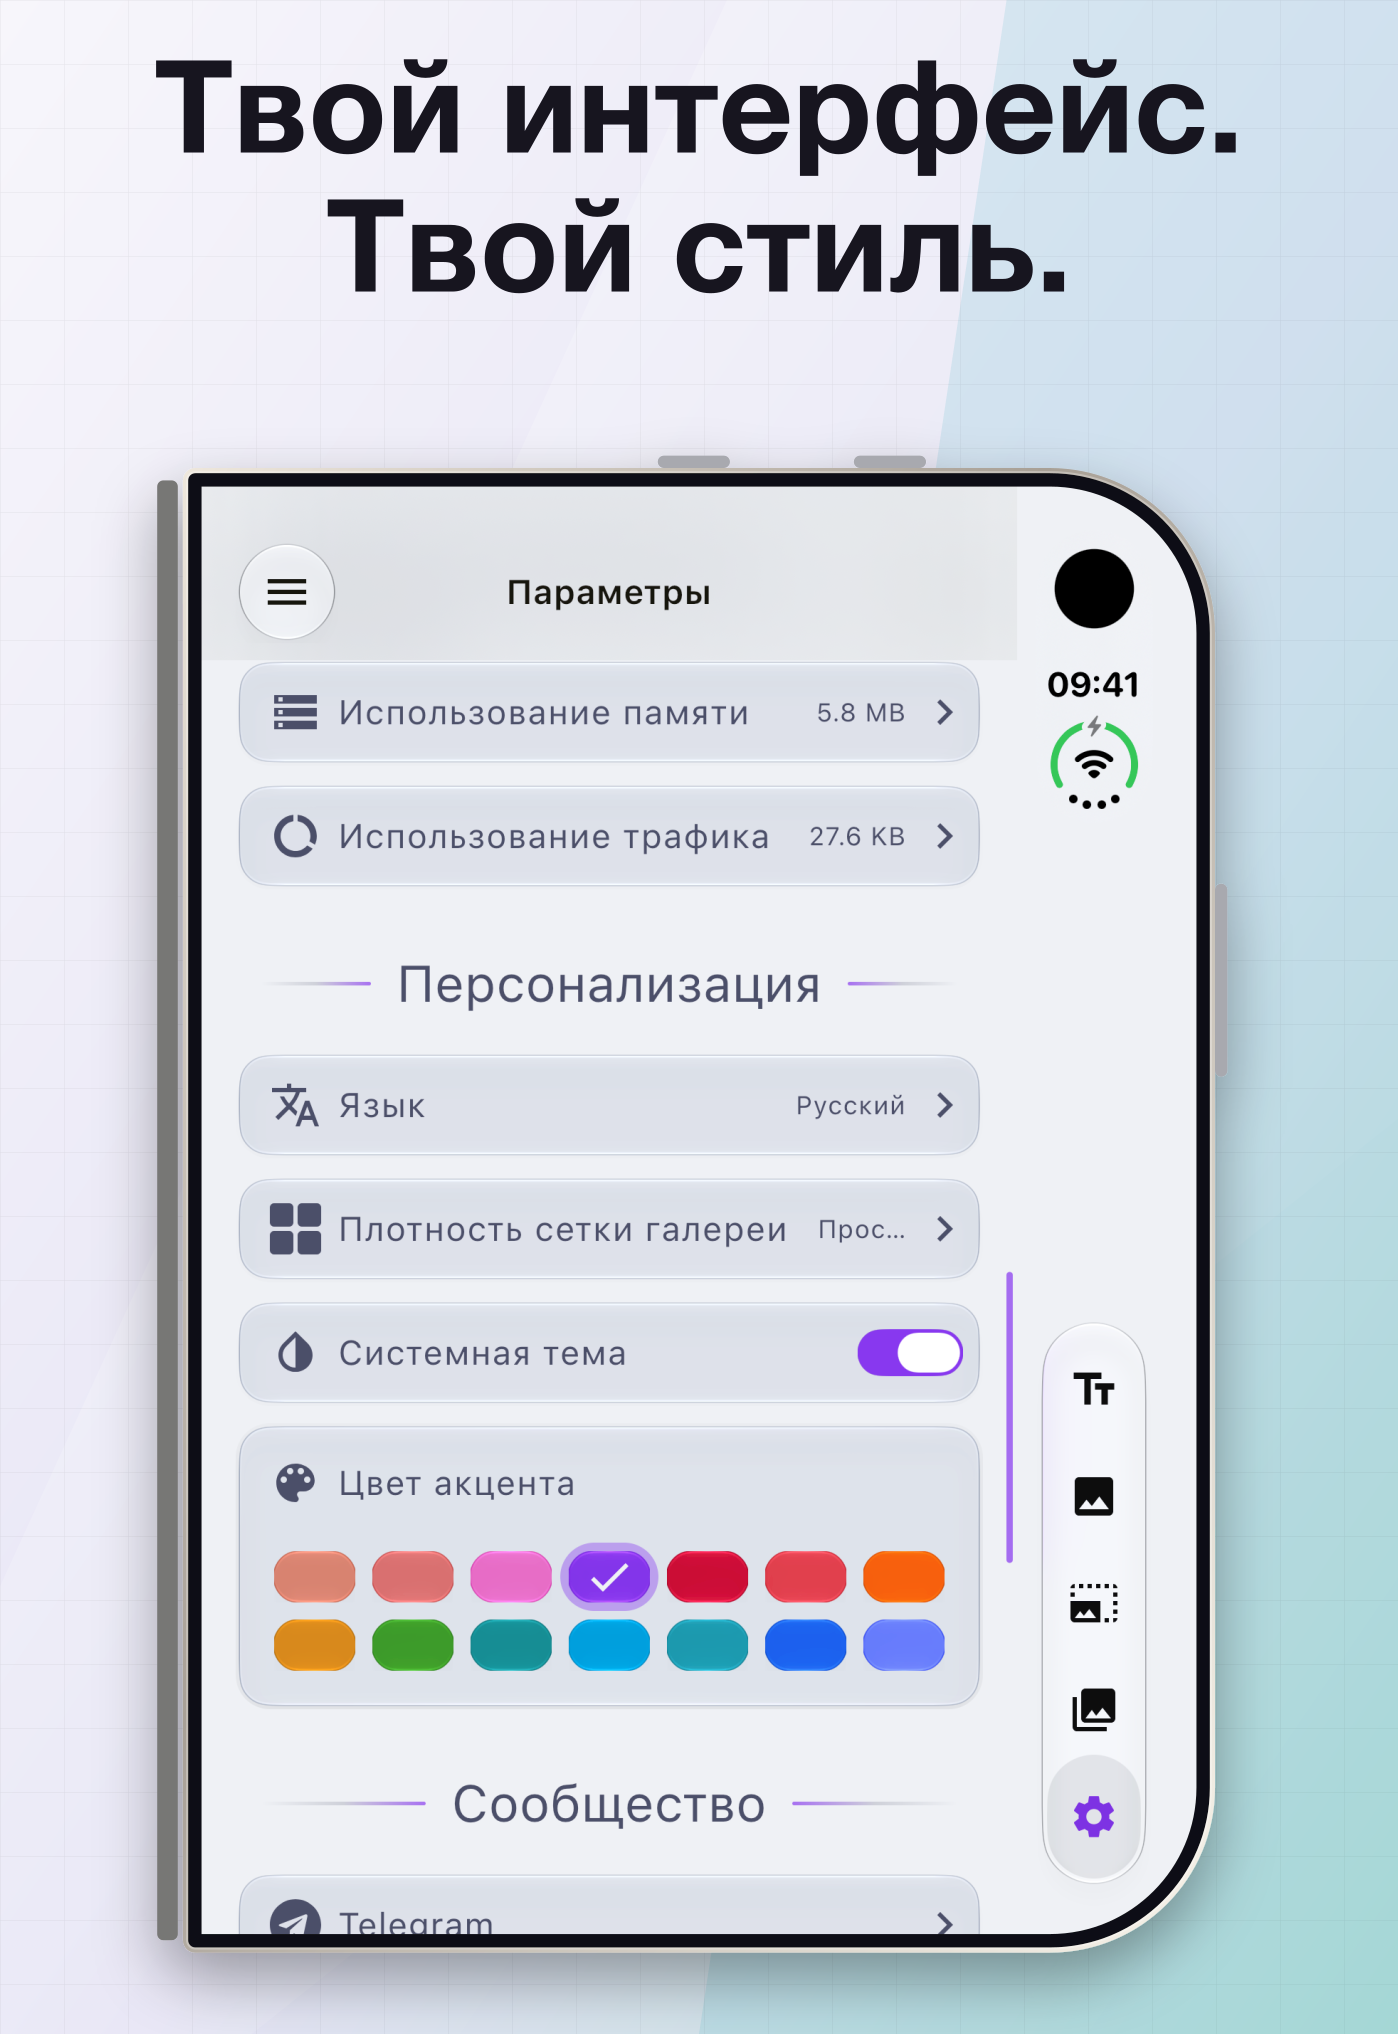 Твой интерфейс.
Твой стиль.
Параметры
09:41
Использование памяти 5.8 MB
Использование трафика 27.6 KB
Персонализация
Язык Русский
Плотность сетки галереи Прос...
Системная тема
Цвет акцента
Сообщество
Telegram